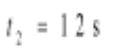 t₂ = 12 s